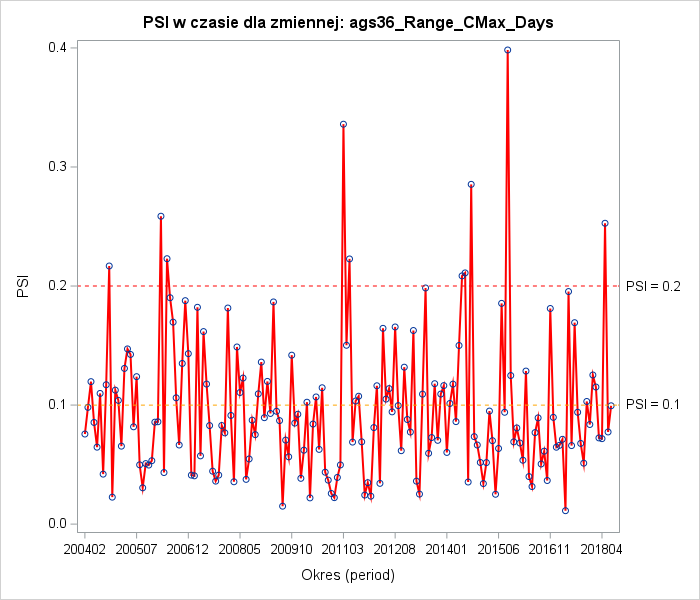 PSI w czasie dla zmiennej: ags36_Range_CMax_Days
0.4
0.3
0.2
0.1
0.0
PSI
PSI = 0.2
PSI = 0.1
200402 200507 200612 200805 200910 201103 201208 201401 201506 201611 201804
Okres (period)